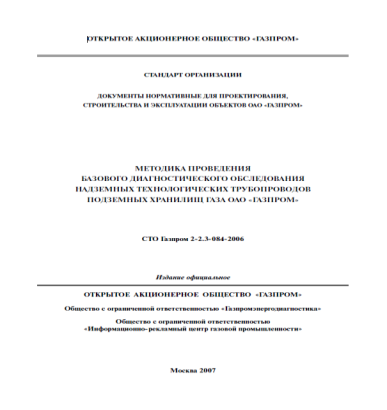 ОТКРЫТОЕ АКЦИОНЕРНОЕ ОБЩЕСТВО «ГАЗПРОМ»
СТАНДАРТ ОРГАНИЗАЦИИ
ДОКУМЕНТЫ НОРМАТИВНЫЕ ДЛЯ ПРОЕКТИРОВАНИЯ,
СТРОИТЕЛЬСТВА И ЭКСПЛУАТАЦИИ ОБЪЕКТОВ ОАО «ГАЗПРОМ»
МЕТОДИКА ПРОВЕДЕНИЯ
БАЗОВОГО ДИАГНОСТИЧЕСКОГО ОБСЛЕДОВАНИЯ
НАДЗЕМНЫХ ТЕХНОЛОГИЧЕСКИХ ТРУБОПРОВОДОВ
ПОДЗЕМНЫХ ХРАНИЛИЩ ГАЗА ОАО «ГАЗПРОМ»
СТО Газпром 2-2.3-084-2006
Издание официальное
ОТКРЫТОЕ АКЦИОНЕРНОЕ ОБЩЕСТВО «ГАЗПРОМ»
Общество с ограниченной ответственностью «Газпромэнергодиагностика»
Общество с ограниченной ответственностью
«Информационно-рекламный центр газовой промышленности»
Москва 2007